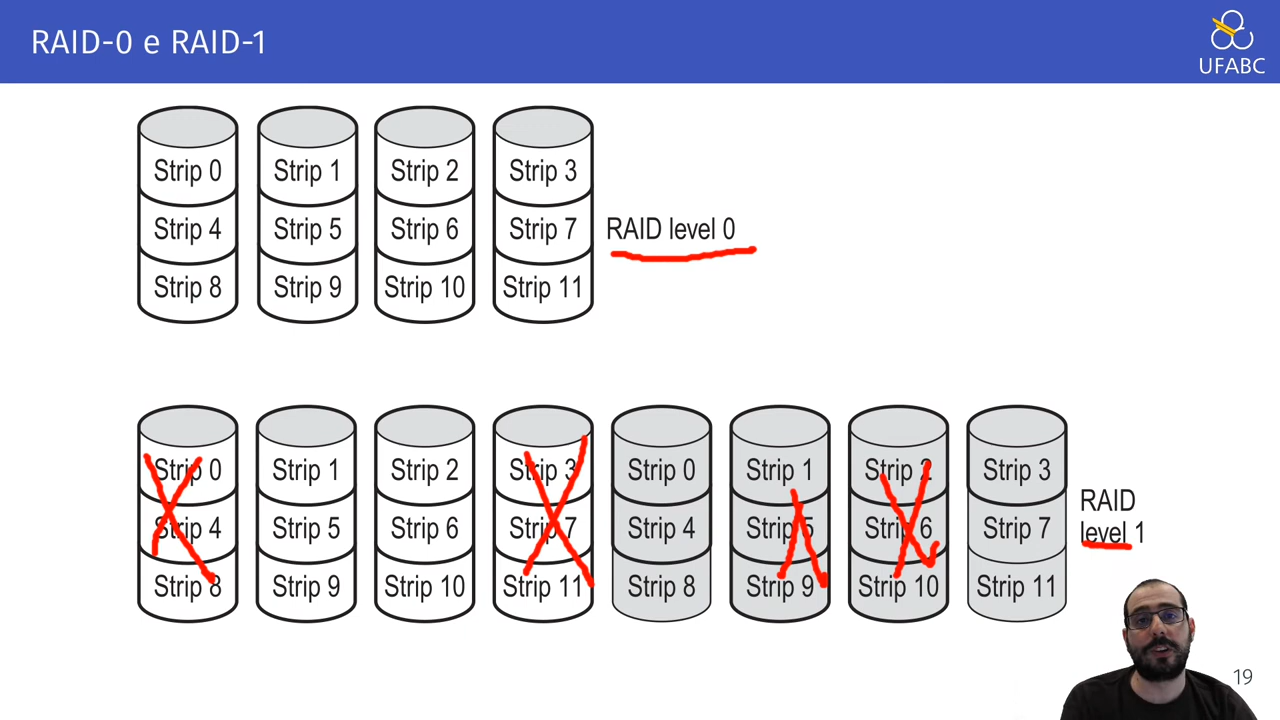 RAID-0 e RAID-1
UFABC
Strip 0 Strip 1 Strip 2 Strip 3
Strip 4 Strip 5 Strip 6 Strip 7 RAID level 0
Strip 8 Strip 9 Strip 10 Strip 11
Strip 0 Strip 1 Strip 2 Strip 3 Strip 0 Strip 1 Strip 2 Strip 3
RAID
Strip 4 Strip 5 Strip 6 Strip 7 Strip 4 Strip 5 Strip 6 Strip 7
level 1
Strip 8 Strip 9 Strip 10 Strip 11 Strip 8 Strip 9 Strip 10 Strip 11
19